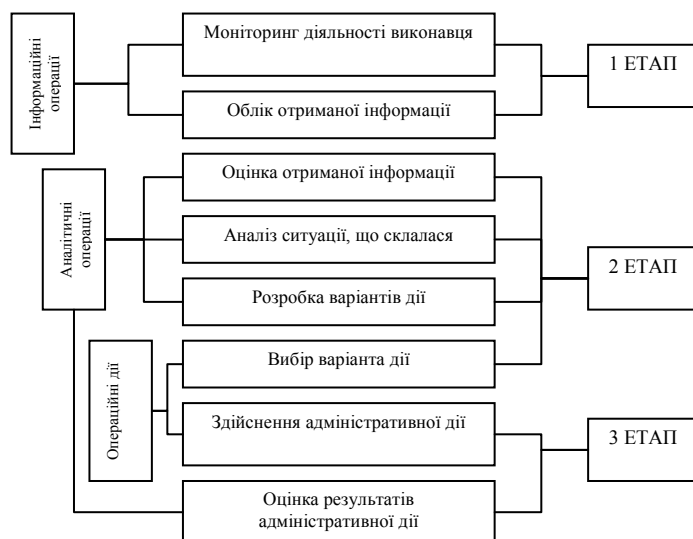 Інформаційні
операції
Моніторинг діяльності виконавця
Облік отриманої інформації
1 ЕТАП
Аналітичні
операції
Оцінка отриманої інформації
Аналіз ситуації, що склалася
Розробка варіантів дії
2 ЕТАП
Операційні дії
Вибір варіанта дії
Здійснення адміністративної дії
Оцінка результатів
адміністративної дії
3 ЕТАП